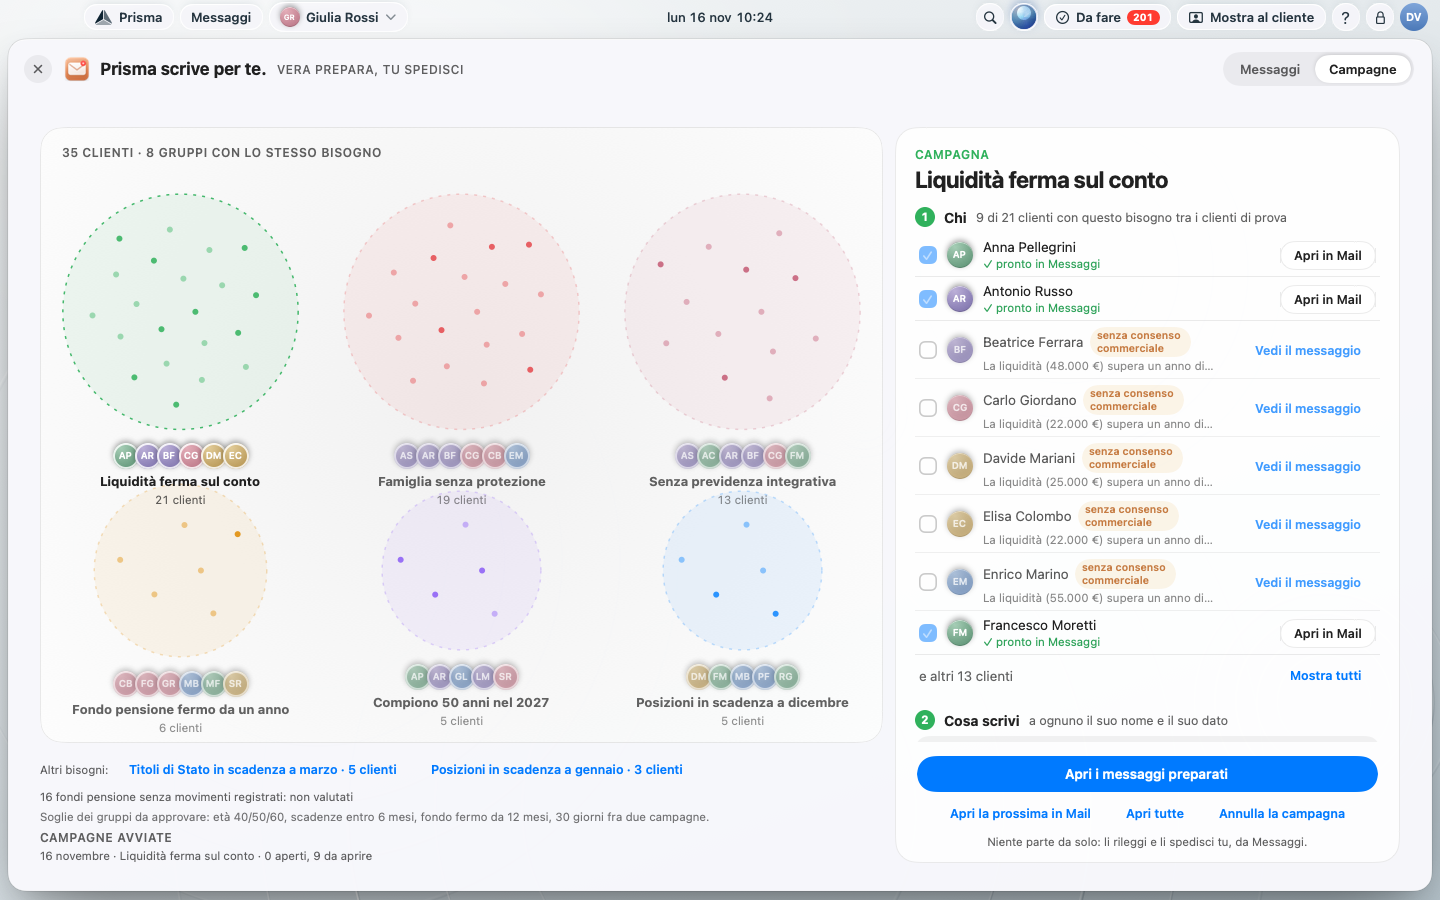 Prisma
Messaggi
GR Giulia Rossi
lun 16 nov 10:24
Da fare 201
Mostra al cliente
?
DV
Prisma scrive per te. VERA PREPARA, TU SPEDISCI
Messaggi Campagne
35 CLIENTI · 8 GRUPPI CON LO STESSO BISOGNO
AP AR BF CG DM EC
Liquidità ferma sul conto
21 clienti
AS AR BF CG CB EM
Famiglia senza protezione
19 clienti
AS AC AR BF CG FM
Senza previdenza integrativa
13 clienti
CB FG GR MB MF SR
Fondo pensione fermo da un anno
6 clienti
AP AR GL LM SR
Compiono 50 anni nel 2027
5 clienti
DM FM MB PF RG
Posizioni in scadenza a dicembre
5 clienti
Altri bisogni: Titoli di Stato in scadenza a marzo · 5 clienti Posizioni in scadenza a gennaio · 3 clienti
16 fondi pensione senza movimenti registrati: non valutati
Soglie dei gruppi da approvare: età 40/50/60, scadenze entro 6 mesi, fondo fermo da 12 mesi, 30 giorni fra due campagne.
CAMPAGNE AVVIATE
16 novembre · Liquidità ferma sul conto · 0 aperti, 9 da aprire
CAMPAGNA
Liquidità ferma sul conto
1 Chi 9 di 21 clienti con questo bisogno tra i clienti di prova
AP Anna Pellegrini
✓ pronto in Messaggi
Apri in Mail
AR Antonio Russo
✓ pronto in Messaggi
Apri in Mail
BF Beatrice Ferrara senza consenso
commerciale
La liquidità (48.000 €) supera un anno di...
Vedi il messaggio
CG Carlo Giordano senza consenso
commerciale
La liquidità (22.000 €) supera un anno di...
Vedi il messaggio
DM Davide Mariani senza consenso
commerciale
La liquidità (25.000 €) supera un anno di...
Vedi il messaggio
EC Elisa Colombo senza consenso
commerciale
La liquidità (22.000 €) supera un anno di...
Vedi il messaggio
EM Enrico Marino senza consenso
commerciale
La liquidità (55.000 €) supera un anno di...
Vedi il messaggio
FM Francesco Moretti
✓ pronto in Messaggi
Apri in Mail
e altri 13 clienti Mostra tutti
2 Cosa scrivi a ognuno il suo nome e il suo dato
Apri i messaggi preparati
Apri la prossima in Mail Apri tutte Annulla la campagna
Niente parte da solo: li rileggi e li spedisci tu, da Messaggi.